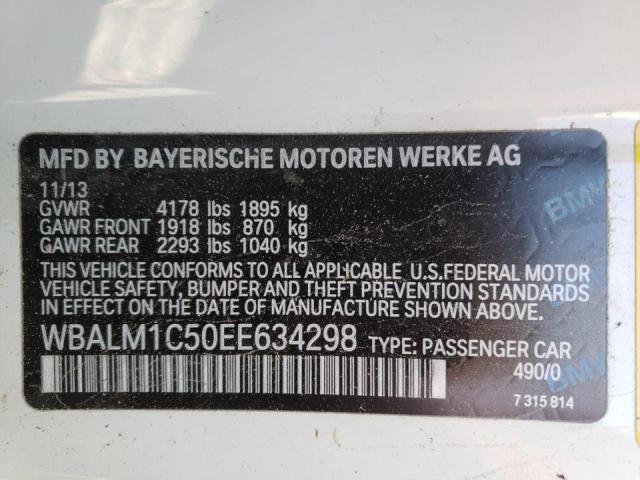 MFD BY BAYERISCHE MOTOREN WERKE AG
11/13
GVWR 4178 lbs 1895 kg
GAWR FRONT 1918 lbs 870 kg
GAWR REAR 2293 lbs 1040 kg
THIS VEHICLE CONFORMS TO ALL APPLICABLE U.S.FEDERAL MOTOR
VEHICLE SAFETY, BUMPER AND THEFT PREVENTION STANDARDS
IN EFFECT ON THE DATE OF MANUFACTURE SHOWN ABOVE.
WBALM1C50EE634298 TYPE: PASSENGER CAR
490/0
7 315 814
BMW
BMW